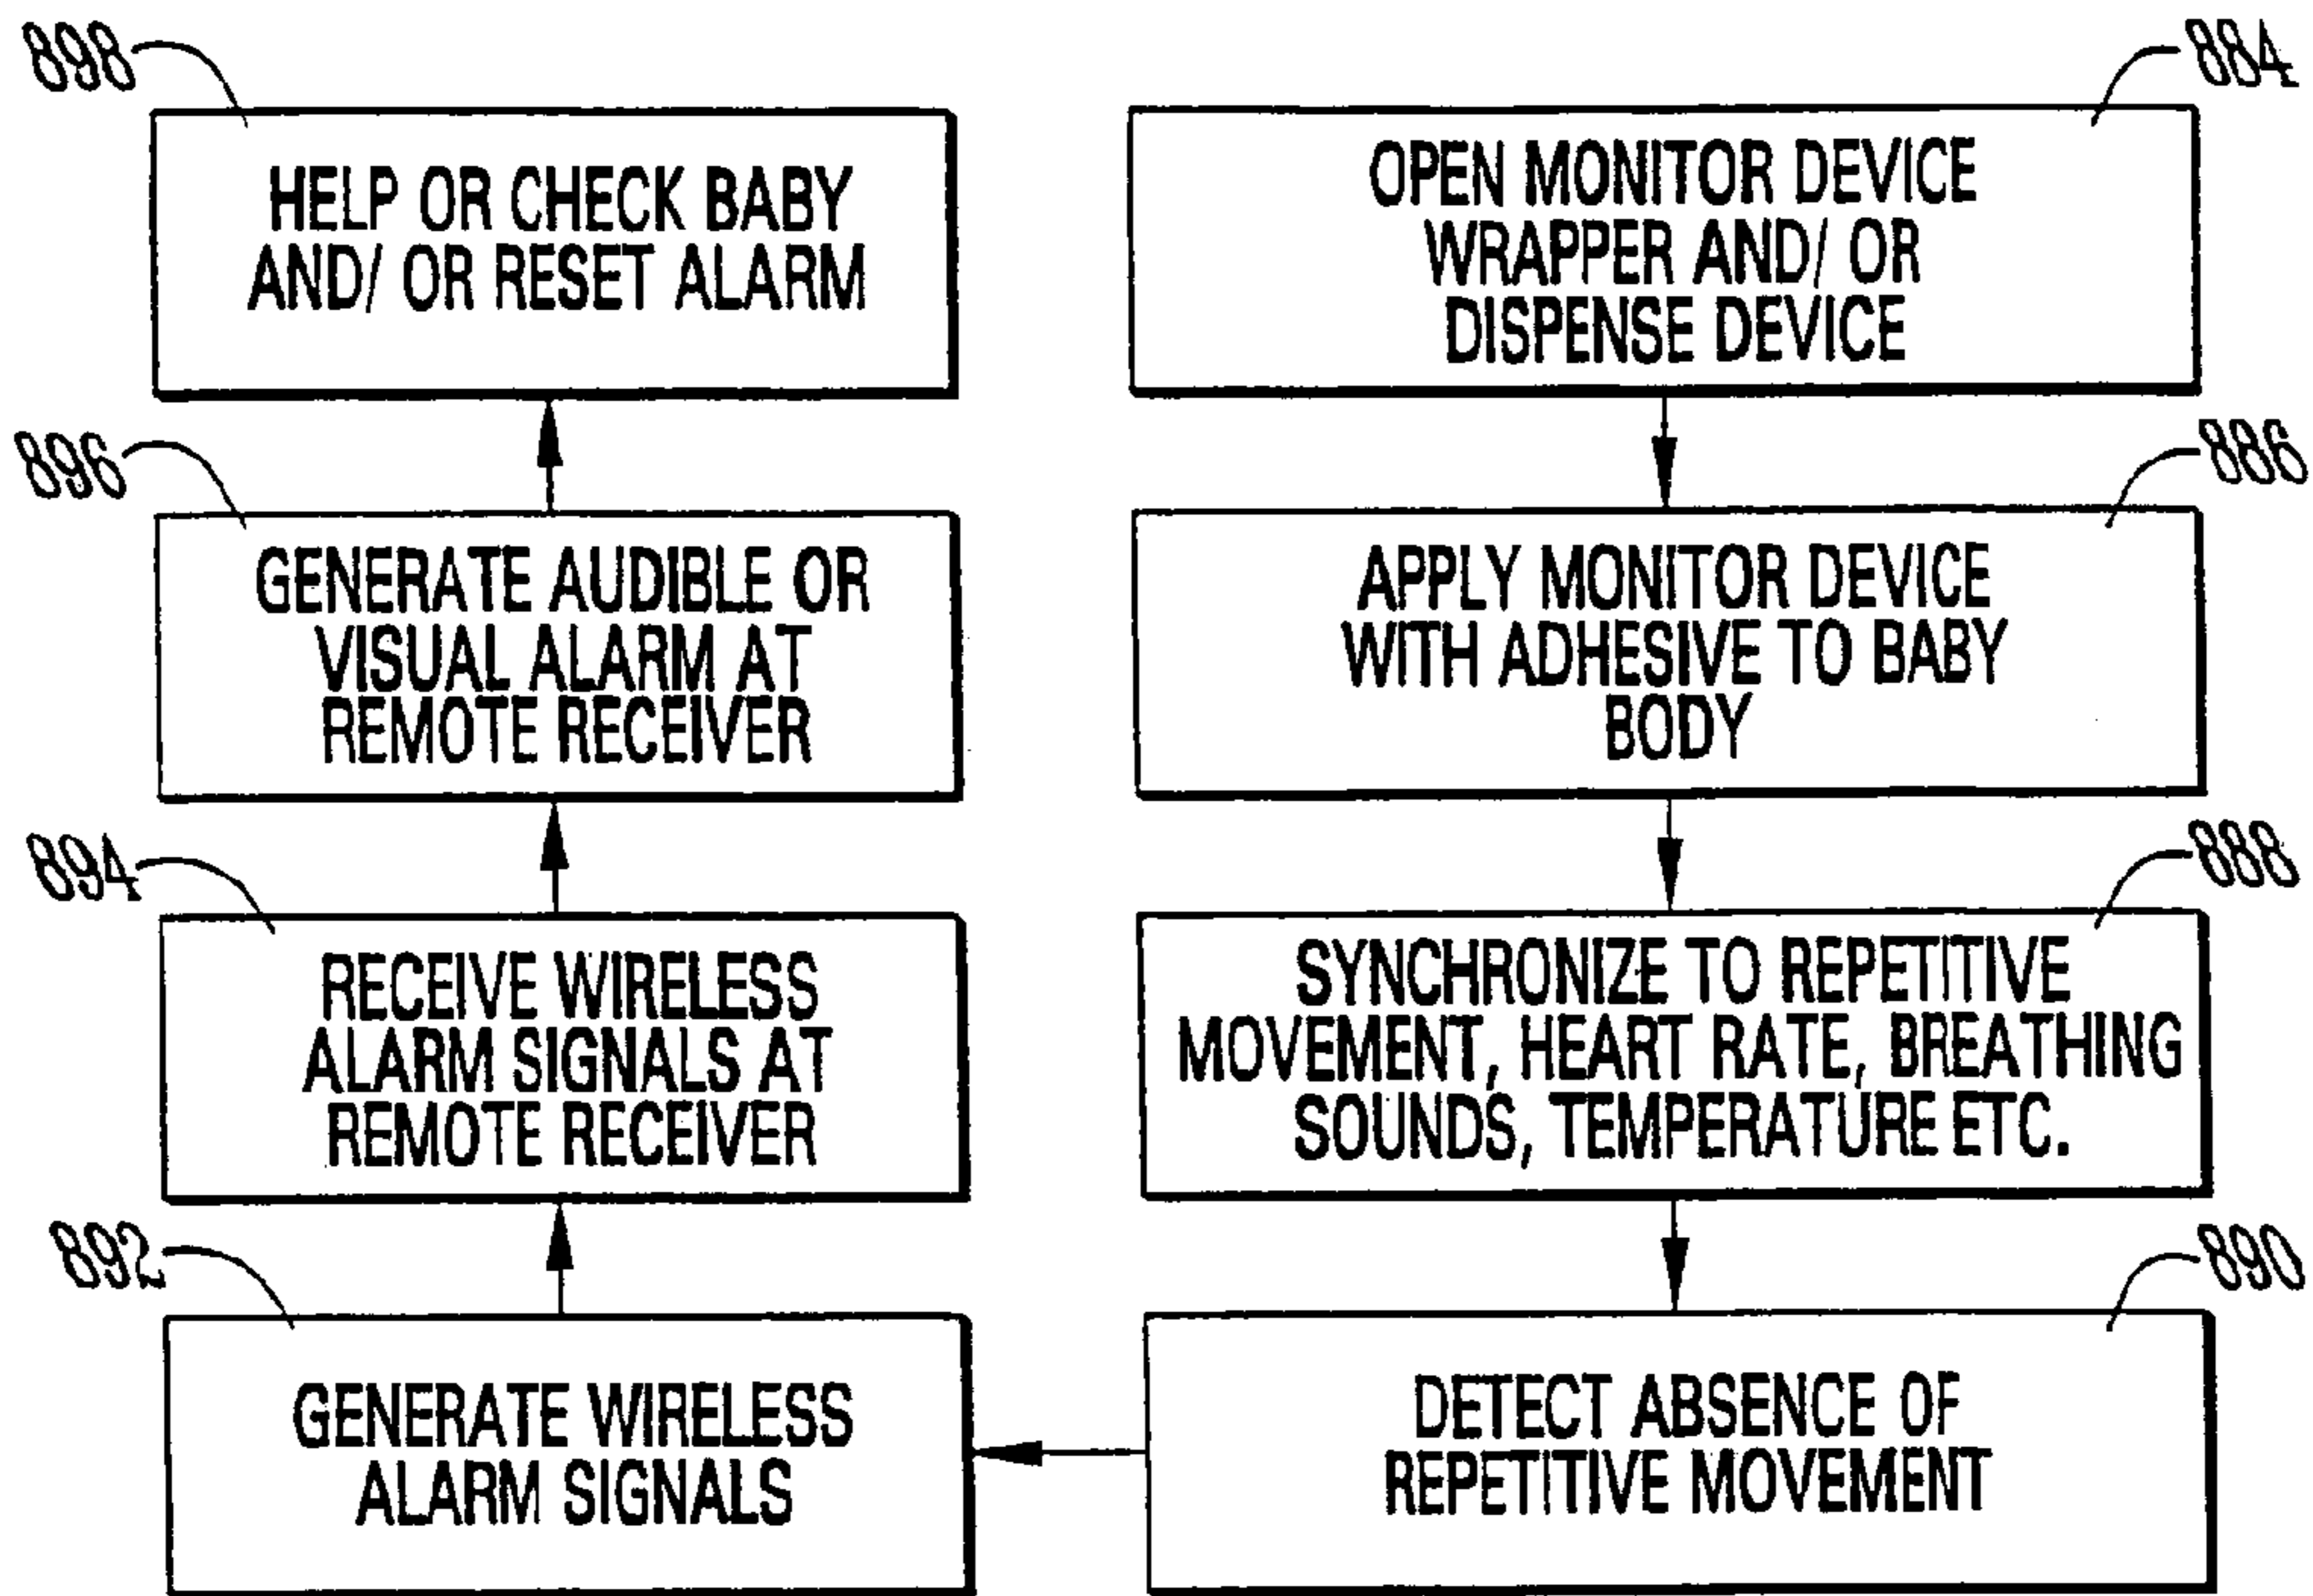 898
HELP OR CHECK BABY
AND/ OR RESET ALARM
884
OPEN MONITOR DEVICE
WRAPPER AND/ OR
DISPENSE DEVICE
896
GENERATE AUDIBLE OR
VISUAL ALARM AT
REMOTE RECEIVER
886
APPLY MONITOR DEVICE
WITH ADHESIVE TO BABY
BODY
894
RECEIVE WIRELESS
ALARM SIGNALS AT
REMOTE RECEIVER
888
SYNCHRONIZE TO REPETITIVE
MOVEMENT, HEART RATE, BREATHING
SOUNDS, TEMPERATURE ETC.
892
GENERATE WIRELESS
ALARM SIGNALS
890
DETECT ABSENCE OF
REPETITIVE MOVEMENT